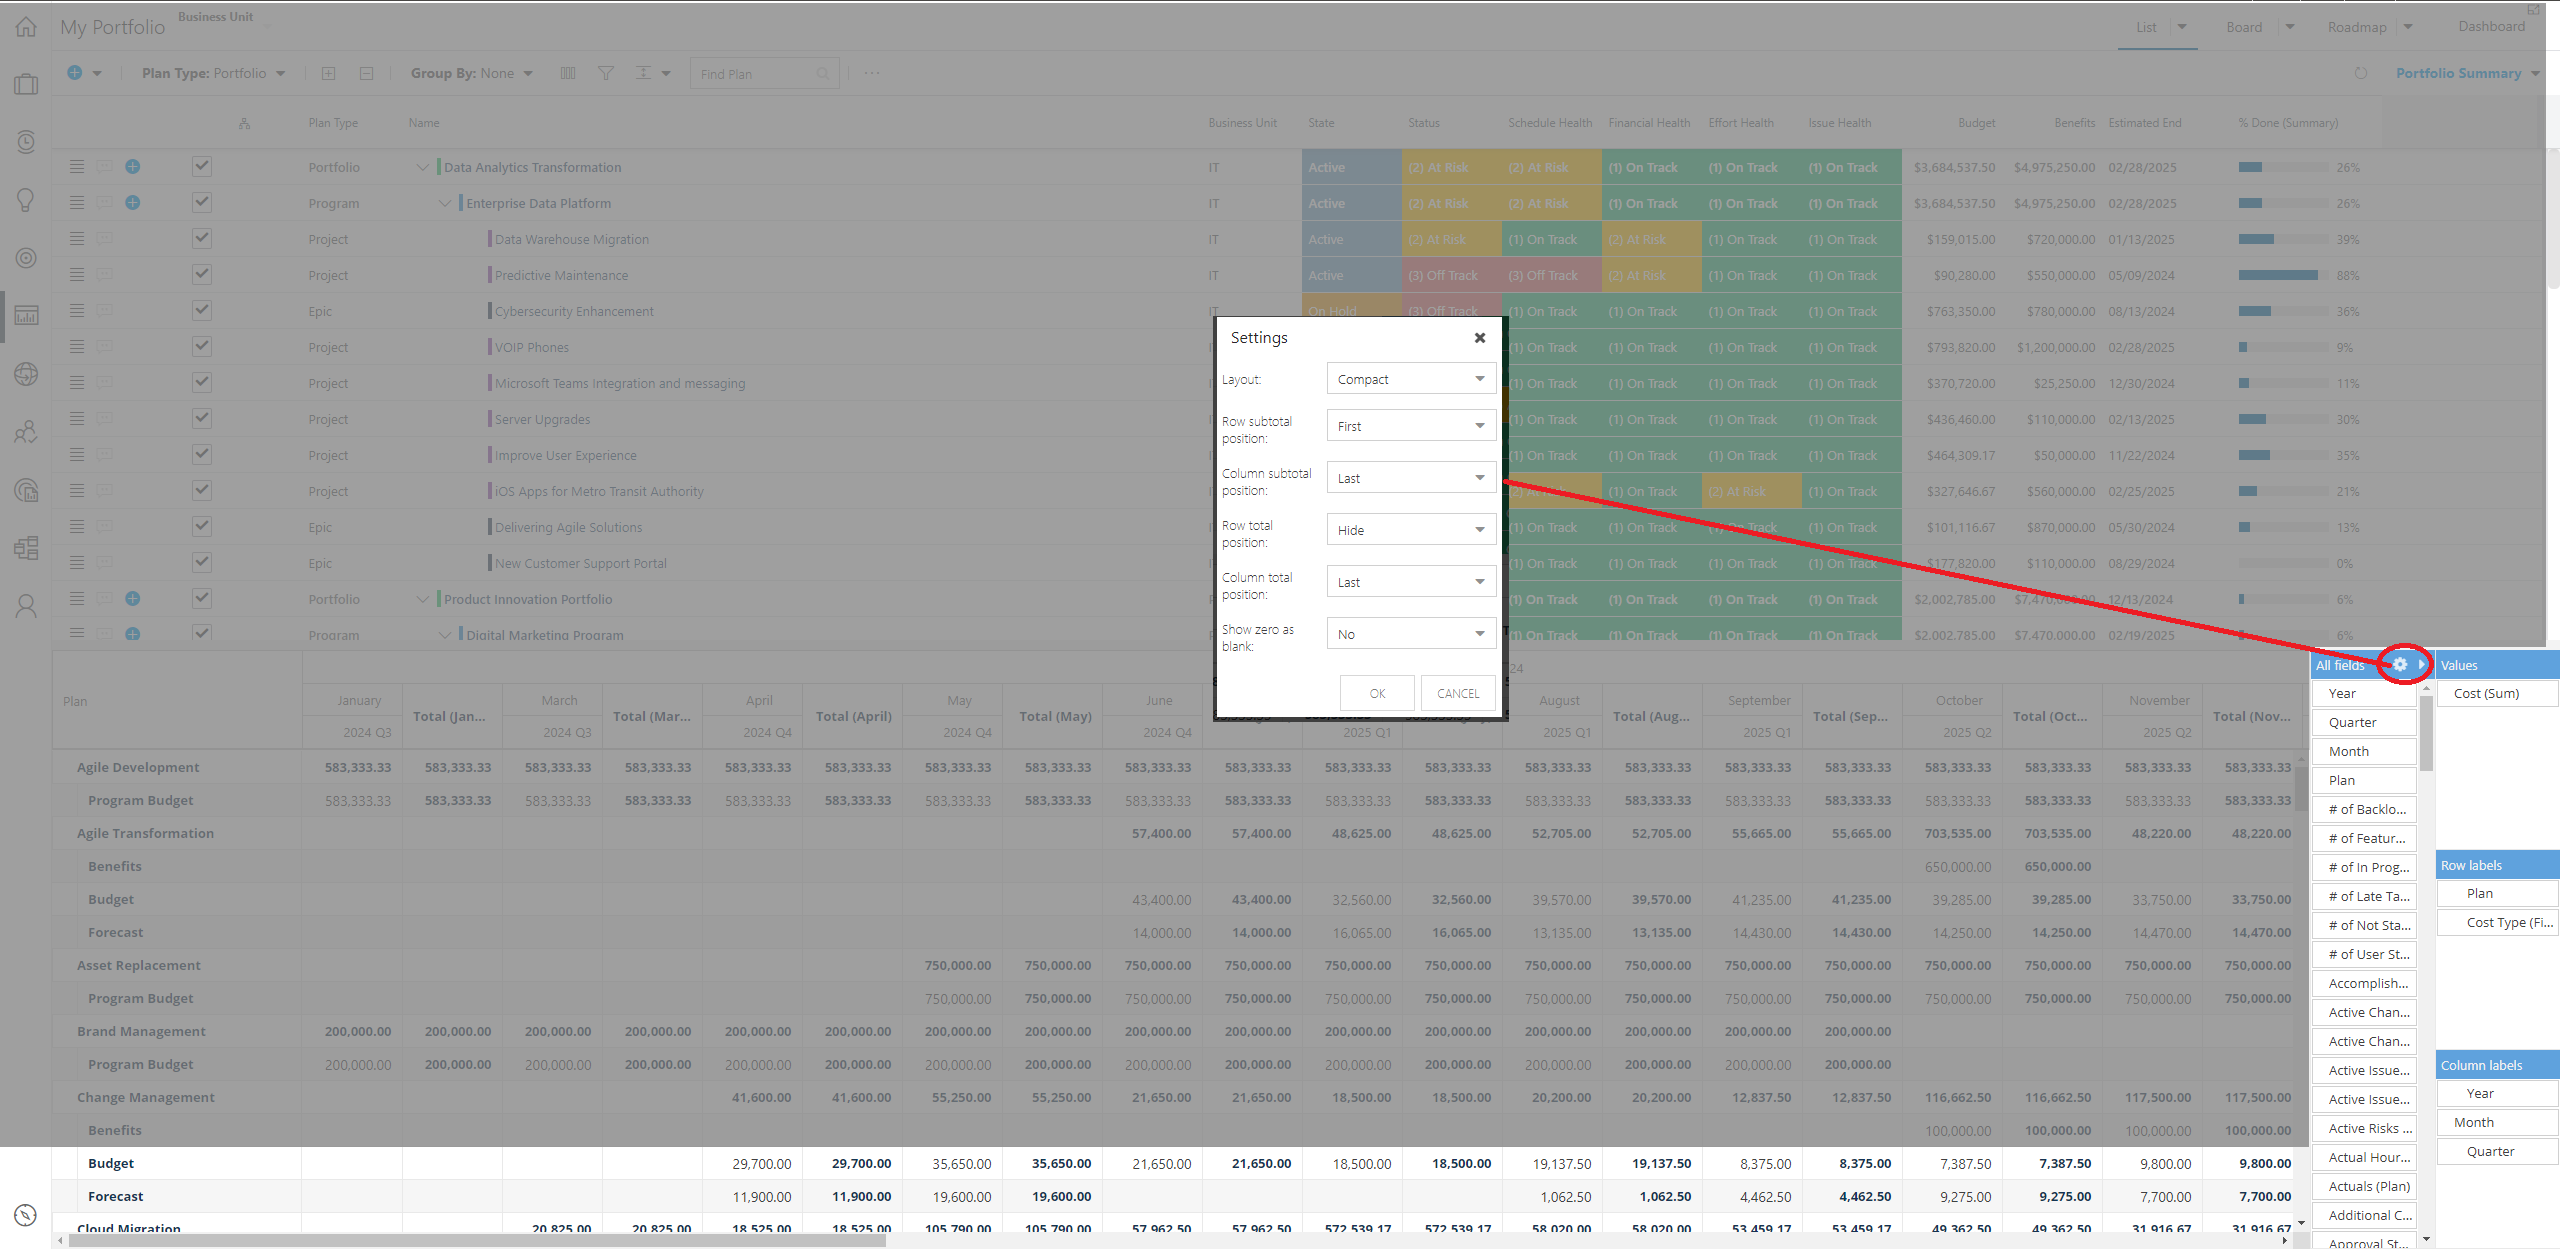 My Portfolio
Business Unit
List
Board
Roadmap
Dashboard
Plan Type: Portfolio
Group By: None
Find Plan
Portfolio Summary
Plan Type Name Business Unit State Status Schedule Health Financial Health Effort Health Issue Health Budget Benefits Estimated End % Done (Summary)
Portfolio Data Analytics Transformation IT Active (2) At Risk (2) At Risk (1) On Track (1) On Track (1) On Track $3,684,537.50 $4,975,250.00 02/28/2025 26%
Program Enterprise Data Platform IT Active (2) At Risk (2) At Risk (1) On Track (1) On Track (1) On Track $3,684,537.50 $4,975,250.00 02/28/2025 26%
Project Data Warehouse Migration IT Active (2) At Risk (1) On Track (2) At Risk (1) On Track (1) On Track $159,015.00 $720,000.00 01/13/2025 39%
Project Predictive Maintenance IT Active (3) Off Track (3) Off Track (2) At Risk (1) On Track (1) On Track $90,280.00 $550,000.00 05/09/2024 88%
Epic Cybersecurity Enhancement IT On Hold (3) Off Track (1) On Track (1) On Track (1) On Track (1) On Track $763,350.00 $780,000.00 08/13/2024 36%
Project VOIP Phones (1) On Track (1) On Track (1) On Track (1) On Track $793,820.00 $1,200,000.00 02/28/2025 9%
Project Microsoft Teams Integration and messaging (1) On Track (1) On Track (1) On Track (1) On Track $370,720.00 $25,250.00 12/30/2024 11%
Project Server Upgrades (1) On Track (1) On Track (1) On Track (1) On Track $436,460.00 $110,000.00 02/13/2025 30%
Project Improve User Experience (1) On Track (1) On Track (1) On Track (1) On Track $464,309.17 $50,000.00 11/22/2024 35%
Project iOS Apps for Metro Transit Authority (2) At Risk (1) On Track (2) At Risk (1) On Track $327,646.67 $560,000.00 02/25/2025 21%
Epic Delivering Agile Solutions (1) On Track (1) On Track (1) On Track (1) On Track $101,116.67 $870,000.00 05/30/2024 13%
Epic New Customer Support Portal (1) On Track (1) On Track (1) On Track (1) On Track $177,820.00 $110,000.00 08/29/2024 0%
Portfolio Product Innovation Portfolio (1) On Track (1) On Track (1) On Track (1) On Track $2,002,785.00 $7,470,000.00 12/13/2024 6%
Program Digital Marketing Program (1) On Track (1) On Track (1) On Track (1) On Track $2,002,785.00 $7,470,000.00 02/19/2025 6%
Settings
Layout: Compact
Row subtotal position: First
Column subtotal position: Last
Row total position: Hide
Column total position: Last
Show zero as blank: No
OK CANCEL
Plan
January Total (Jan... March Total (Mar... April Total (April) May Total (May) June August Total (Aug... September Total (Sep... October Total (Oct... November Total (Nov...
2024 Q3 2024 Q3 2024 Q4 2024 Q4 2024 Q4 2025 Q1 2025 Q1 2025 Q1 2025 Q2 2025 Q2
Agile Development 583,333.33 583,333.33 583,333.33 583,333.33 583,333.33 583,333.33 583,333.33 583,333.33 583,333.33 583,333.33 583,333.33 583,333.33 583,333.33 583,333.33 583,333.33 583,333.33 583,333.33 583,333.33 583,333.33 583,333.33
Program Budget 583,333.33 583,333.33 583,333.33 583,333.33 583,333.33 583,333.33 583,333.33 583,333.33 583,333.33 583,333.33 583,333.33 583,333.33 583,333.33 583,333.33 583,333.33 583,333.33 583,333.33 583,333.33 583,333.33 583,333.33
Agile Transformation 57,400.00 57,400.00 48,625.00 48,625.00 52,705.00 52,705.00 55,665.00 55,665.00 703,535.00 703,535.00 48,220.00 48,220.00
Benefits 650,000.00 650,000.00
Budget 43,400.00 43,400.00 32,560.00 32,560.00 39,570.00 39,570.00 41,235.00 41,235.00 39,285.00 39,285.00 33,750.00 33,750.00
Forecast 14,000.00 14,000.00 16,065.00 16,065.00 13,135.00 13,135.00 14,430.00 14,430.00 14,250.00 14,250.00 14,470.00 14,470.00
Asset Replacement 750,000.00 750,000.00 750,000.00 750,000.00 750,000.00 750,000.00 750,000.00 750,000.00 750,000.00 750,000.00 750,000.00 750,000.00 750,000.00 750,000.00
Program Budget 750,000.00 750,000.00 750,000.00 750,000.00 750,000.00 750,000.00 750,000.00 750,000.00 750,000.00 750,000.00 750,000.00 750,000.00 750,000.00 750,000.00
Brand Management 200,000.00 200,000.00 200,000.00 200,000.00 200,000.00 200,000.00 200,000.00 200,000.00 200,000.00 200,000.00 200,000.00 200,000.00 200,000.00 200,000.00 200,000.00 200,000.00
Program Budget 200,000.00 200,000.00 200,000.00 200,000.00 200,000.00 200,000.00 200,000.00 200,000.00 200,000.00 200,000.00 200,000.00 200,000.00 200,000.00 200,000.00 200,000.00 200,000.00
Change Management 41,600.00 41,600.00 55,250.00 55,250.00 21,650.00 21,650.00 18,500.00 18,500.00 20,200.00 20,200.00 12,837.50 12,837.50 116,662.50 116,662.50 117,500.00 117,500.00
Benefits 100,000.00 100,000.00 100,000.00 100,000.00
Budget 29,700.00 29,700.00 35,650.00 35,650.00 21,650.00 21,650.00 18,500.00 18,500.00 19,137.50 19,137.50 8,375.00 8,375.00 7,387.50 7,387.50 9,800.00 9,800.00
Forecast 11,900.00 11,900.00 19,600.00 19,600.00 1,062.50 1,062.50 4,462.50 4,462.50 9,275.00 9,275.00 7,700.00 7,700.00
Cloud Migration 20,825.00 20,825.00 18,525.00 18,525.00 105,790.00 105,790.00 57,962.50 57,962.50 572,539.17 572,539.17 58,020.00 58,020.00 53,459.17 53,459.17 49,362.50 49,362.50 31,916.67 31,916.67
All fields
Year
Quarter
Month
Plan
# of Backlo...
# of Featur...
# of In Prog...
# of Late Ta...
# of Not Sta...
# of User St...
Accomplish...
Active Chan...
Active Chan...
Active Issue...
Active Issue...
Active Risks ...
Actual Hour...
Actuals (Plan)
Additional C...
Approval St...
Values
Cost (Sum)
Row labels
Plan
Cost Type (Fi...
Column labels
Year
Month
Quarter